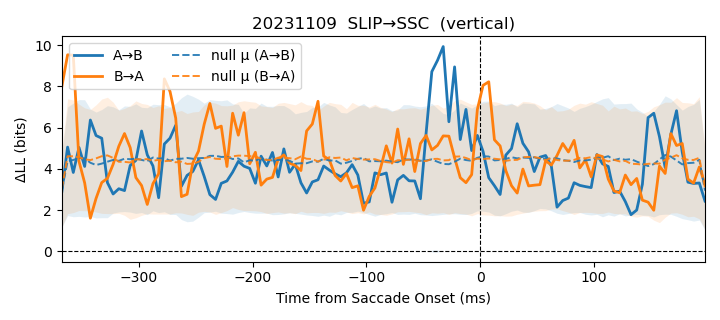 20231109  SLIP→SSC  (vertical)
A→B
B→A
null μ (A→B)
null μ (B→A)
ΔLL (bits)
10
8
6
4
2
0
−300
−200
−100
0
100
Time from Saccade Onset (ms)